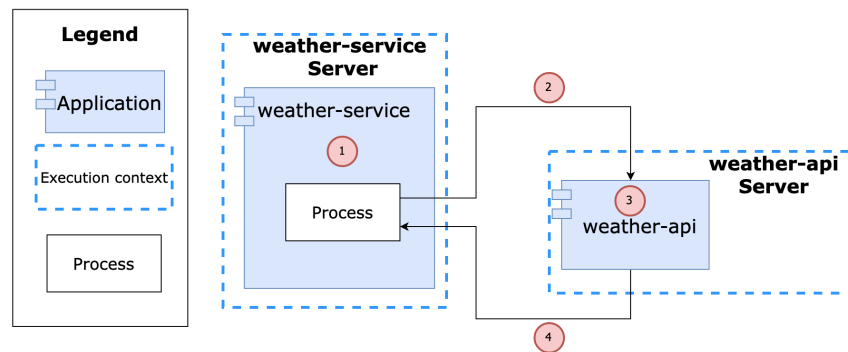 Legend
Application
Execution context
Process
weather-service
Server
weather-service
1
Process
2
weather-api
Server
3
weather-api
4